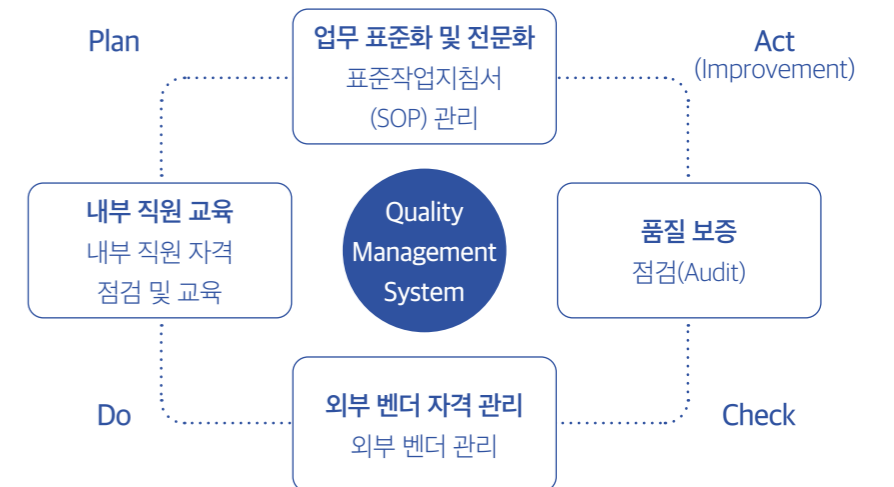 Plan
업무 표준화 및 전문화
표준작업지침서
(SOP) 관리
Act
(Improvement)
내부 직원 교육
내부 직원 자격
점검 및 교육
Quality
Management
System
품질 보증
점검(Audit)
Do
외부 벤더 자격 관리
외부 벤더 관리
Check